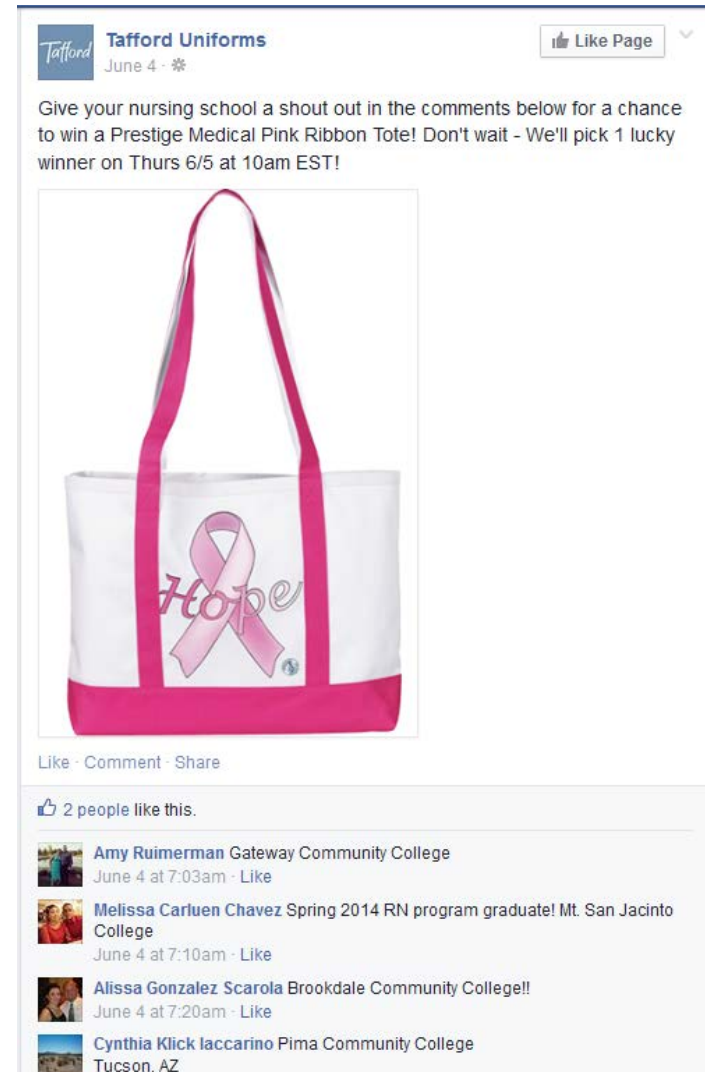 Tafford
Tafford Uniforms
Like Page
June 4 ·
Give your nursing school a shout out in the comments below for a chance
to win a Prestige Medical Pink Ribbon Tote! Don't wait - We'll pick 1 lucky
winner on Thurs 6/5 at 10am EST!
Hope
Like · Comment · Share
2 people like this.
Amy Ruimerman Gateway Community College
June 4 at 7:03am · Like
Melissa Carluen Chavez Spring 2014 RN program graduate! Mt. San Jacinto
College
June 4 at 7:10am · Like
Alissa Gonzalez Scarola Brookdale Community College!!
June 4 at 7:20am · Like
Cynthia Klick Iaccarino Pima Community College
Tucson, AZ